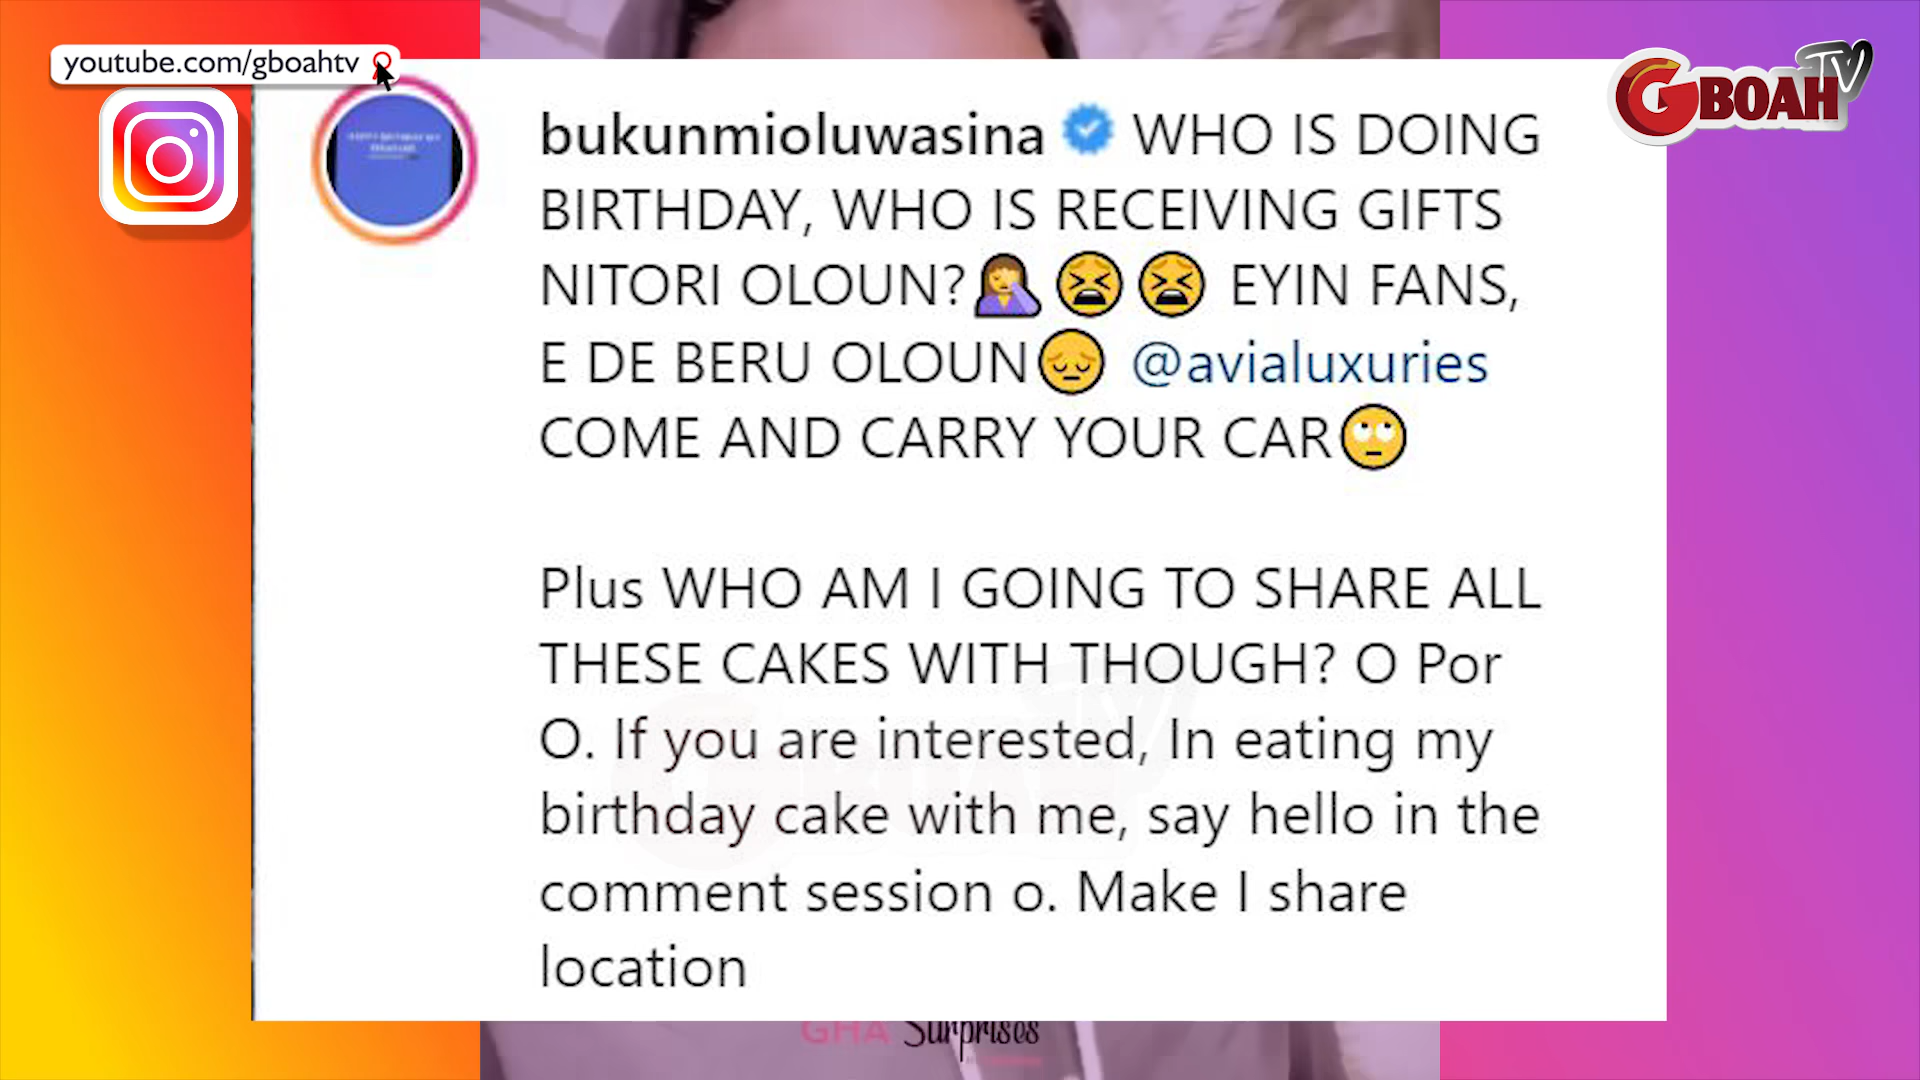 youtube.com/gboahtv
GBOAH TV
bukunmioluwasina WHO IS DOING
BIRTHDAY, WHO IS RECEIVING GIFTS
NITORI OLOUN?🤦‍♀️😫😫 EYIN FANS,
E DE BERU OLOUN😔 @avialuxuries
COME AND CARRY YOUR CAR🙄
Plus WHO AM I GOING TO SHARE ALL
THESE CAKES WITH THOUGH? O Por
O. If you are interested, In eating my
birthday cake with me, say hello in the
comment session o. Make I share
location
GHA Surprises